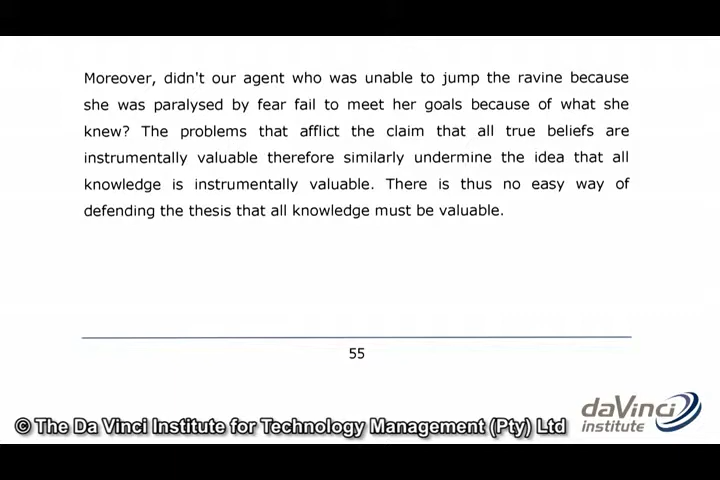 Moreover, didn't our agent who was unable to jump the ravine because
she was paralysed by fear fail to meet her goals because of what she
knew? The problems that afflict the claim that all true beliefs are
instrumentally valuable therefore similarly undermine the idea that all
knowledge is instrumentally valuable. There is thus no easy way of
defending the thesis that all knowledge must be valuable.
55
© The Da Vinci Institute for Technology Management (Pty) Ltd
daVinci
institute